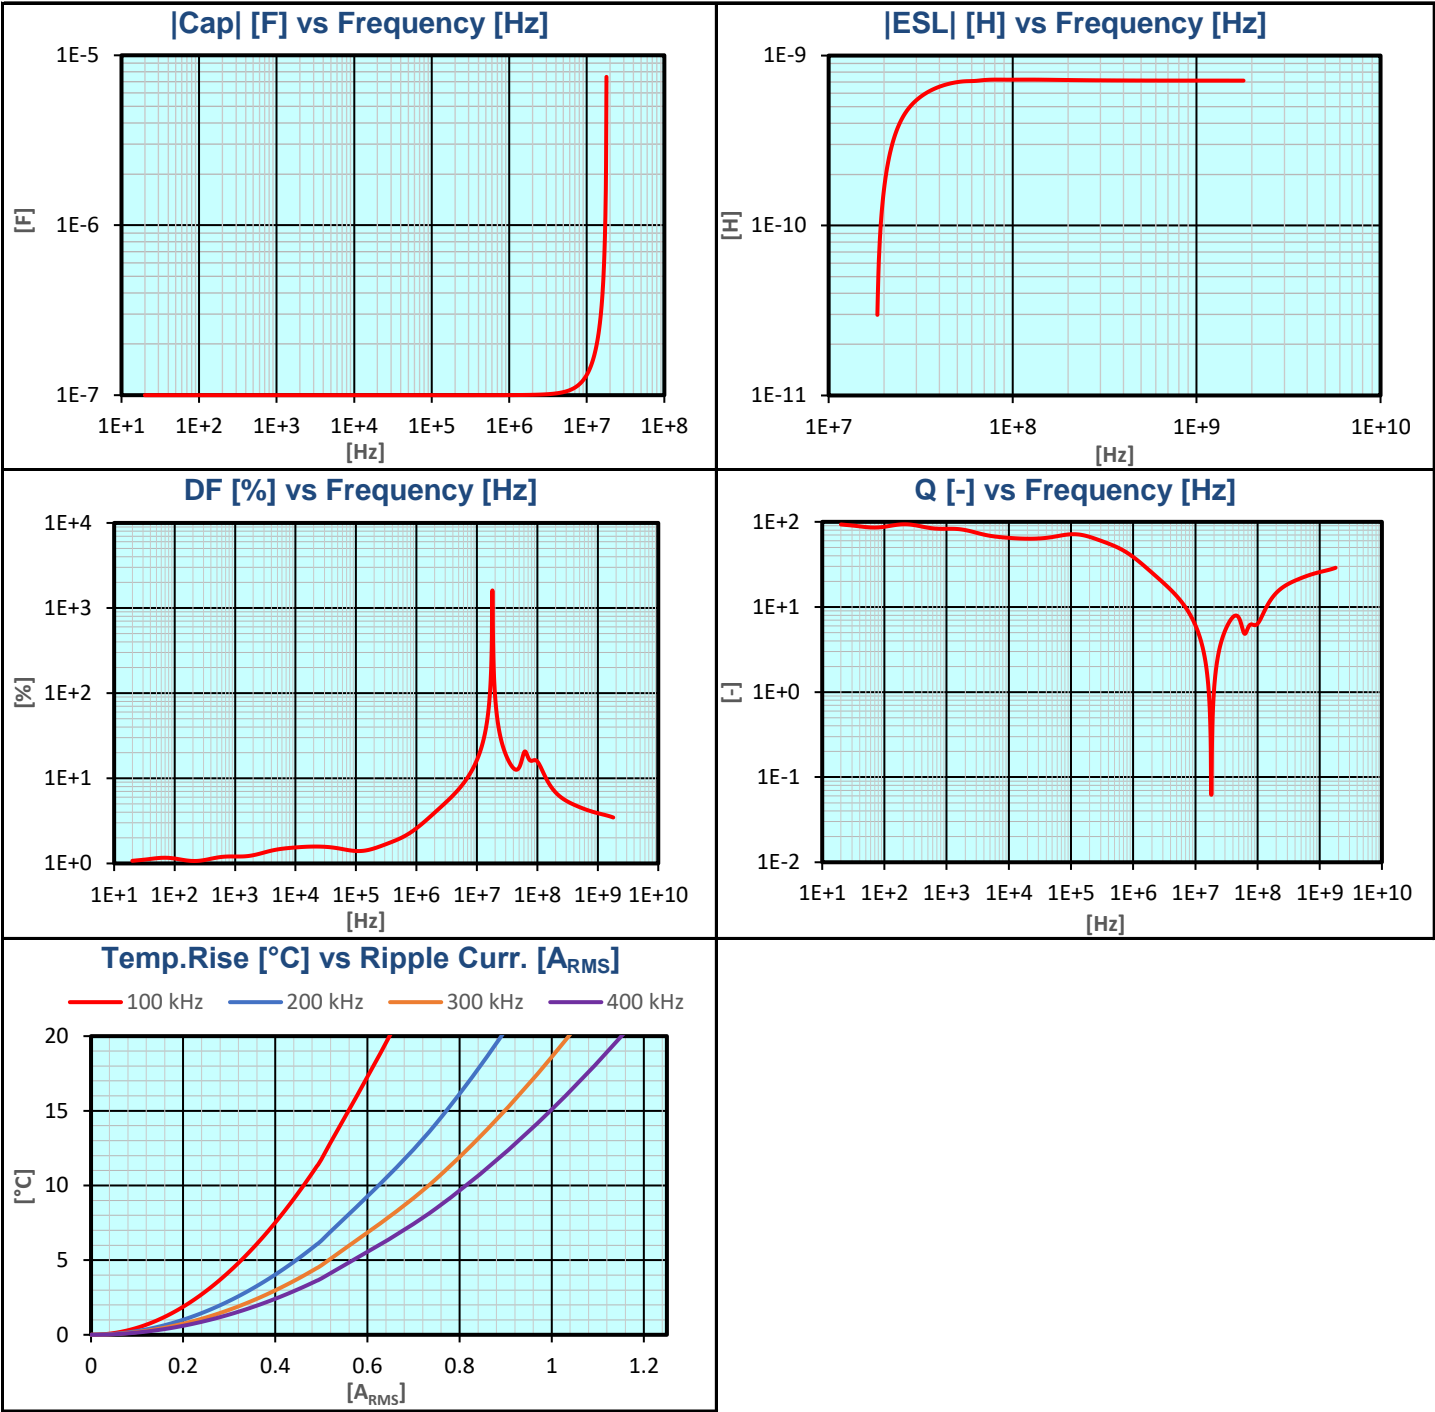 |Cap| [F] vs Frequency [Hz]
1E-5
1E-6
1E-7
[F]
1E+1 1E+2 1E+3 1E+4 1E+5 1E+6 1E+7 1E+8
[Hz]
|ESL| [H] vs Frequency [Hz]
1E-9
1E-10
1E-11
[H]
1E+7 1E+8 1E+9 1E+10
[Hz]
DF [%] vs Frequency [Hz]
1E+4
1E+3
1E+2
1E+1
1E+0
[%]
1E+1 1E+2 1E+3 1E+4 1E+5 1E+6 1E+7 1E+8 1E+9 1E+10
[Hz]
Q [-] vs Frequency [Hz]
1E+2
1E+1
1E+0
1E-1
1E-2
[-]
1E+1 1E+2 1E+3 1E+4 1E+5 1E+6 1E+7 1E+8 1E+9 1E+10
[Hz]
Temp.Rise [°C] vs Ripple Curr. [ARMS]
100 kHz 200 kHz 300 kHz 400 kHz
20
15
10
5
0
[°C]
0 0.2 0.4 0.6 0.8 1 1.2
[ARMS]